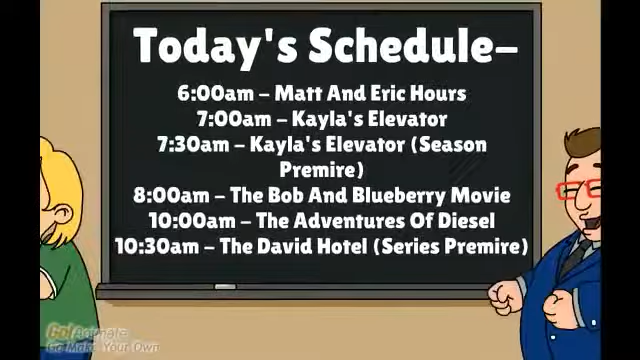 Today's Schedule-
6:00am - Matt And Eric Hours
7:00am - Kayla's Elevator
7:30am - Kayla's Elevator (Season
Premire)
8:00am - The Bob And Blueberry Movie
10:00am - The Adventures Of Diesel
10:30am - The David Hotel (Series Premire)
Go!Animate
Go Make Your Own